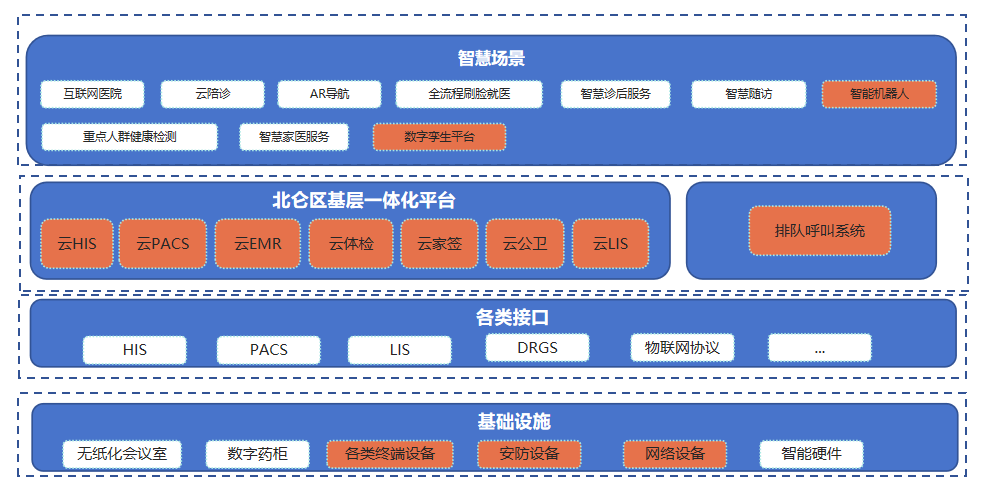 智慧场景
互联网医院 云陪诊 AR导航 全流程刷脸就医 智慧诊后服务 智慧随访 智能机器人
重点人群健康检测 智慧家医服务 数字孪生平台
北仑区基层一体化平台
云HIS 云PACS 云EMR 云体检 云家签 云公卫 云LIS 排队呼叫系统
各类接口
HIS PACS LIS DRGS 物联网协议 ...
基础设施
无纸化会议室 数字药柜 各类终端设备 安防设备 网络设备 智能硬件